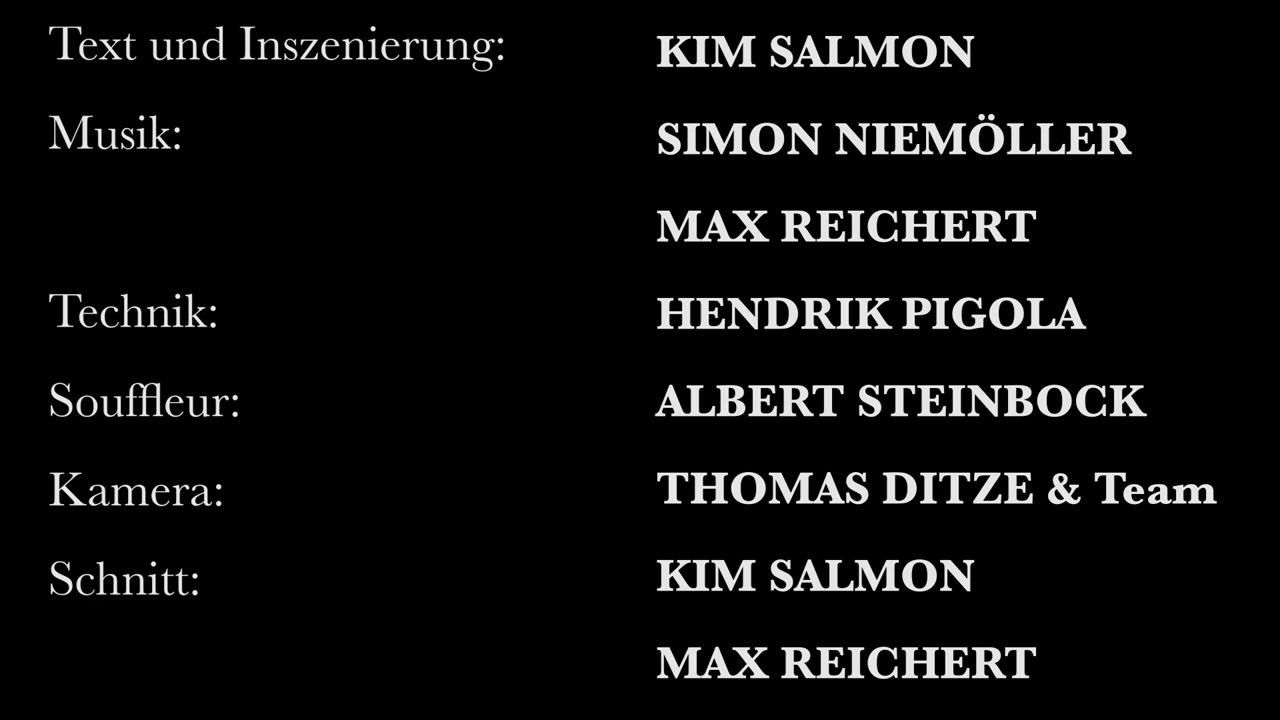 Text und Inszenierung: KIM SALMON
Musik: SIMON NIEMÖLLER
MAX REICHERT
Technik: HENDRIK PIGOLA
Souffleur: ALBERT STEINBOCK
Kamera: THOMAS DITZE & Team
Schnitt: KIM SALMON
MAX REICHERT